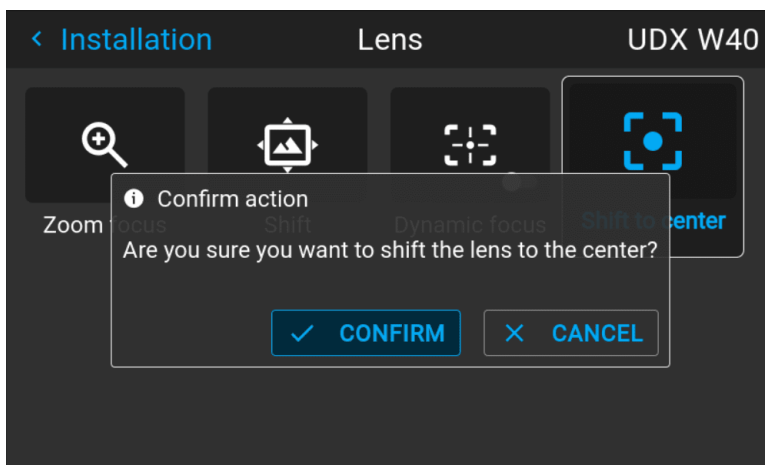 Installation
Lens
UDX W40
Confirm action
Zoom focus
Shift
Dynamic focus
Shift to center
Are you sure you want to shift the lens to the center?
CONFIRM
CANCEL